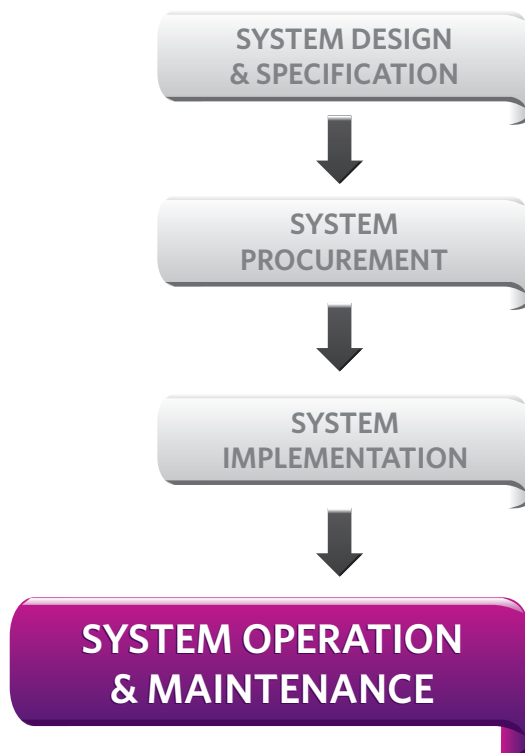 SYSTEM DESIGN
& SPECIFICATION
SYSTEM
PROCUREMENT
SYSTEM
IMPLEMENTATION
SYSTEM OPERATION
& MAINTENANCE